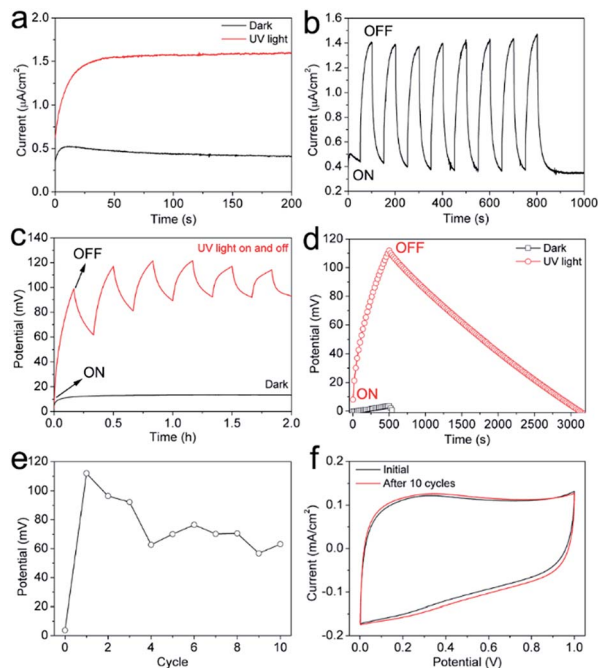 a
Dark
UV light
Current (μA/cm²)
2.0
1.5
1.0
0.5
0.0
0 50 100 150 200
Time (s)
b
OFF
ON
Current (μA/cm²)
1.6
1.4
1.2
1.0
0.8
0.6
0.4
0.2
0 200 400 600 800 1000
Time (s)
c
UV light on and off
OFF
ON
Dark
Potential (mV)
140
120
100
80
60
40
20
0
0.0 0.5 1.0 1.5 2.0
Time (h)
d
OFF
Dark
UV light
ON
Potential (mV)
120
100
80
60
40
20
0
0 500 1000 1500 2000 2500 3000
Time (s)
e
Potential (mV)
120
100
80
60
40
20
0
0 2 4 6 8 10
Cycle
f
Initial
After 10 cycles
Current (mA/cm²)
0.2
0.1
0.0
-0.1
-0.2
0.0 0.2 0.4 0.6 0.8 1.0
Potential (V)